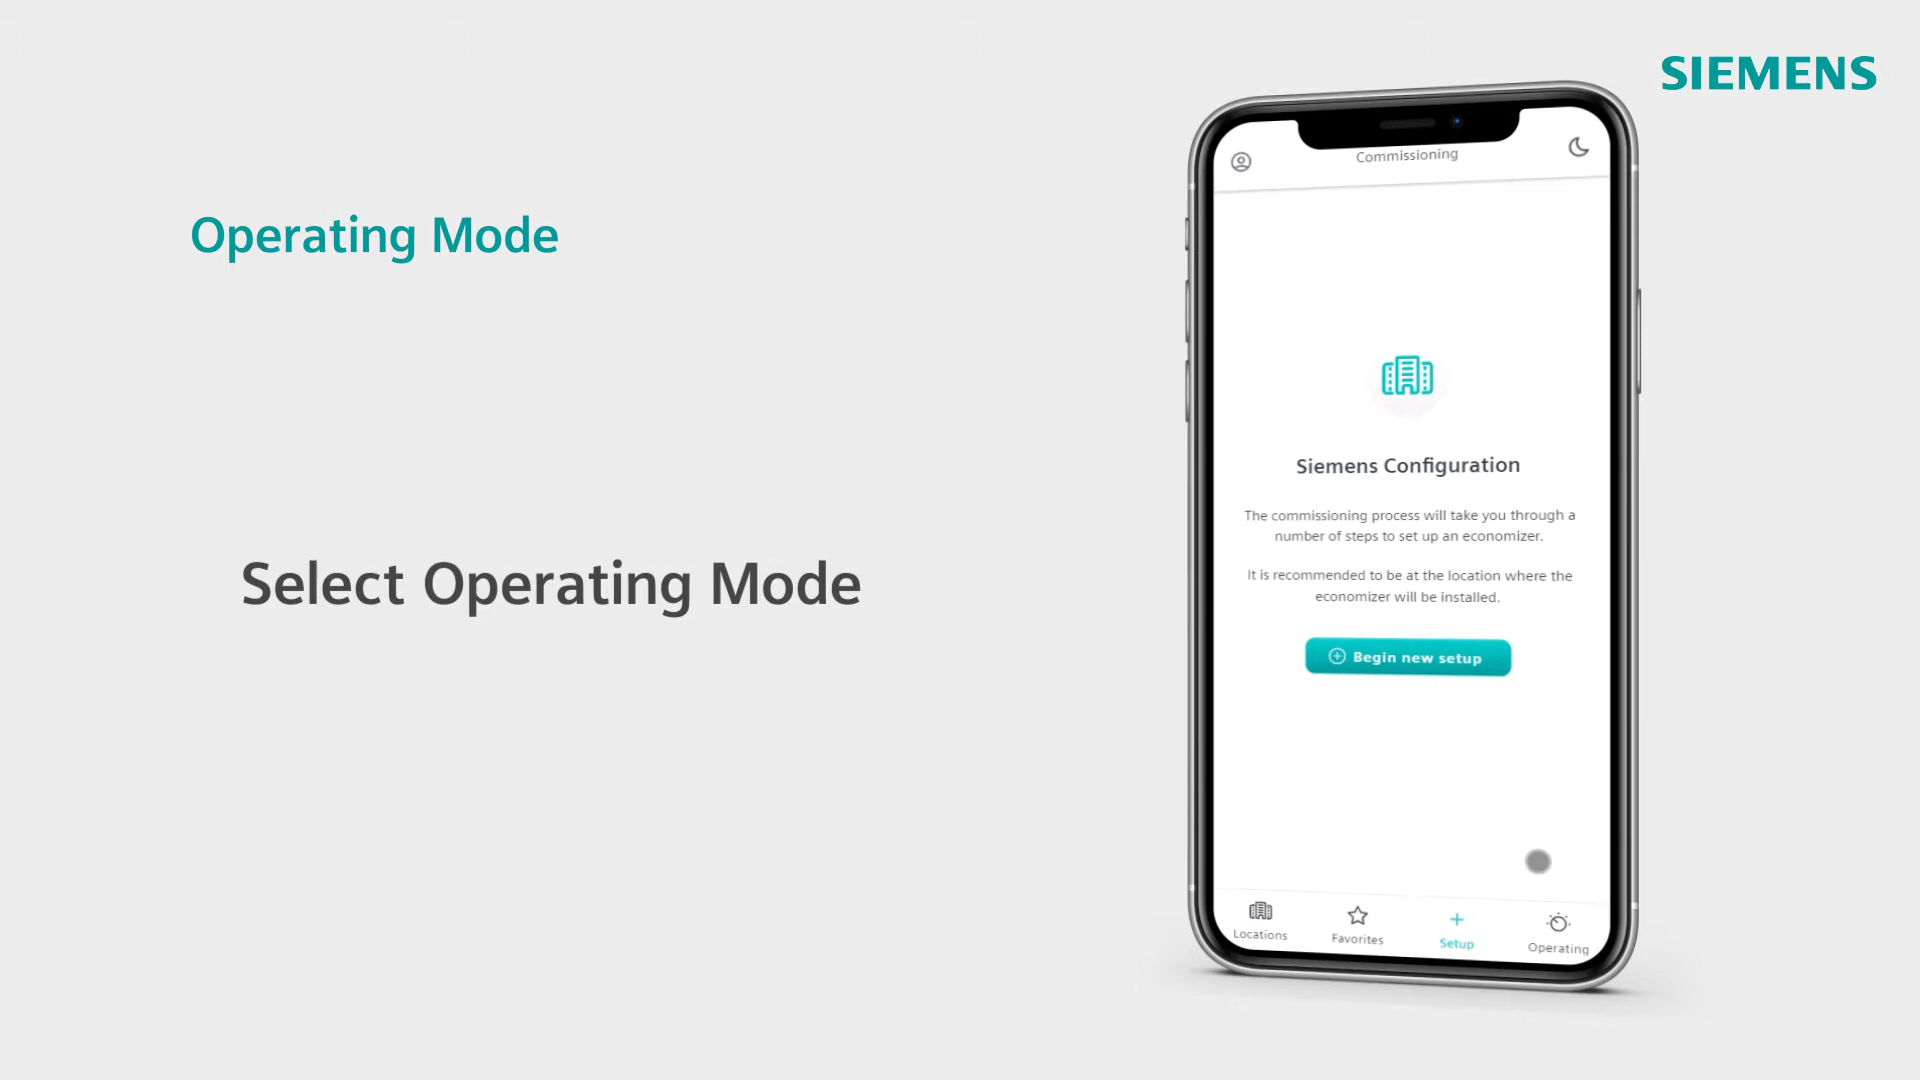 SIEMENS
Operating Mode
Select Operating Mode
Commissioning
Siemens Configuration
The commissioning process will take you through a
number of steps to set up an economizer.
It is recommended to be at the location where the
economizer will be installed.
Begin new setup
Locations
Favorites
Setup
Operating